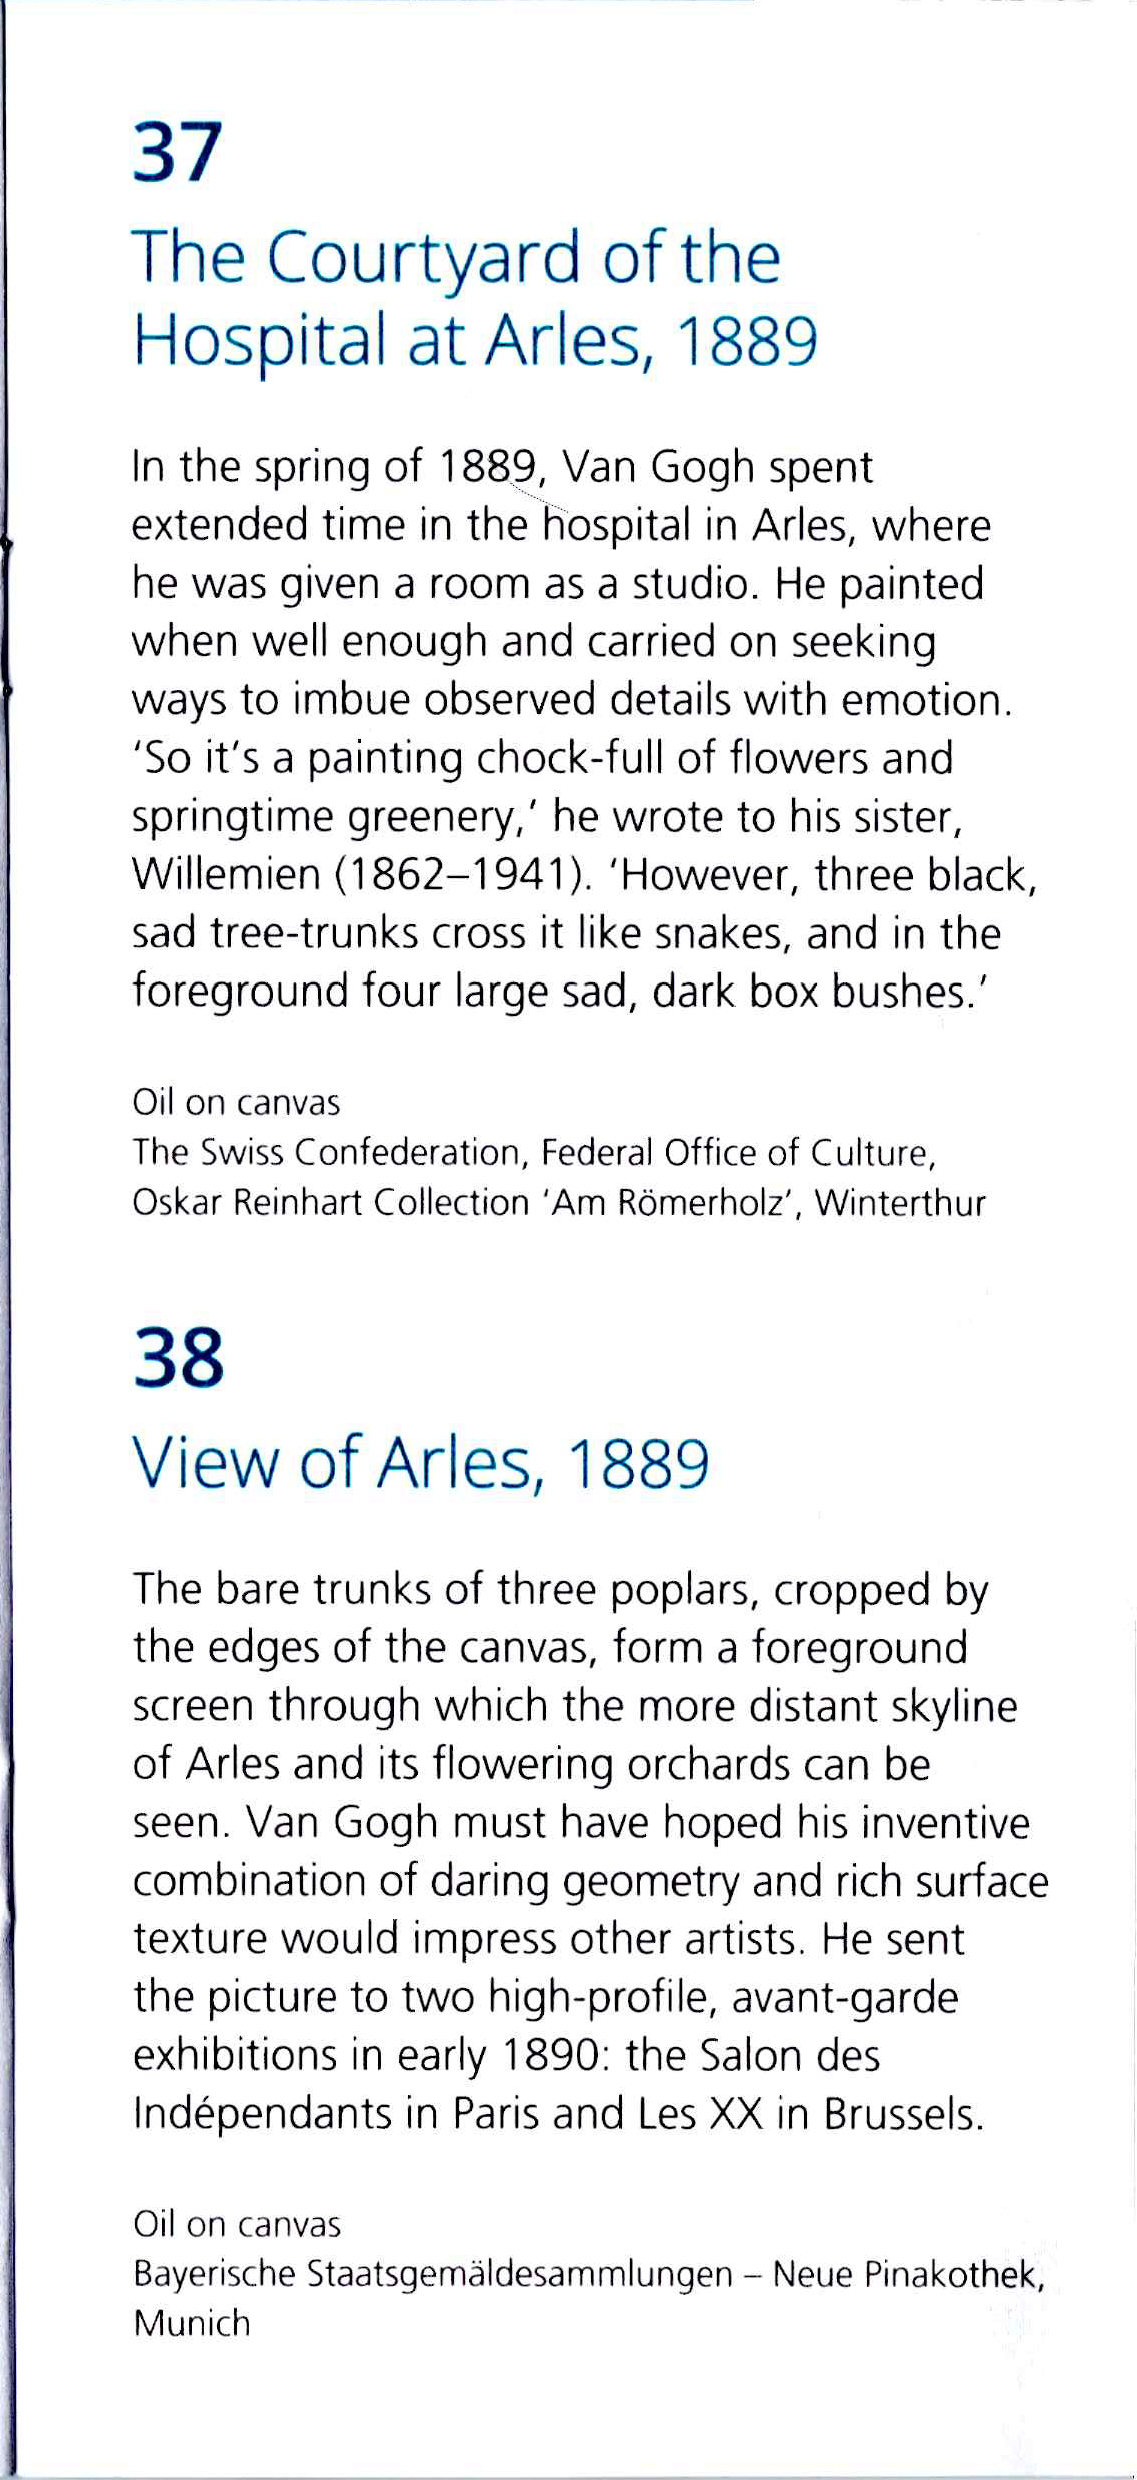 37
The Courtyard of the
Hospital at Arles, 1889
In the spring of 1889, Van Gogh spent
extended time in the hospital in Arles, where
he was given a room as a studio. He painted
when well enough and carried on seeking
ways to imbue observed details with emotion.
‘So it’s a painting chock-full of flowers and
springtime greenery,’ he wrote to his sister,
Willemien (1862–1941). ‘However, three black,
sad tree-trunks cross it like snakes, and in the
foreground four large sad, dark box bushes.’
Oil on canvas
The Swiss Confederation, Federal Office of Culture,
Oskar Reinhart Collection ‘Am Römerholz’, Winterthur
38
View of Arles, 1889
The bare trunks of three poplars, cropped by
the edges of the canvas, form a foreground
screen through which the more distant skyline
of Arles and its flowering orchards can be
seen. Van Gogh must have hoped his inventive
combination of daring geometry and rich surface
texture would impress other artists. He sent
the picture to two high-profile, avant-garde
exhibitions in early 1890: the Salon des
Indépendants in Paris and Les XX in Brussels.
Oil on canvas
Bayerische Staatsgemäldesammlungen – Neue Pinakothek,
Munich